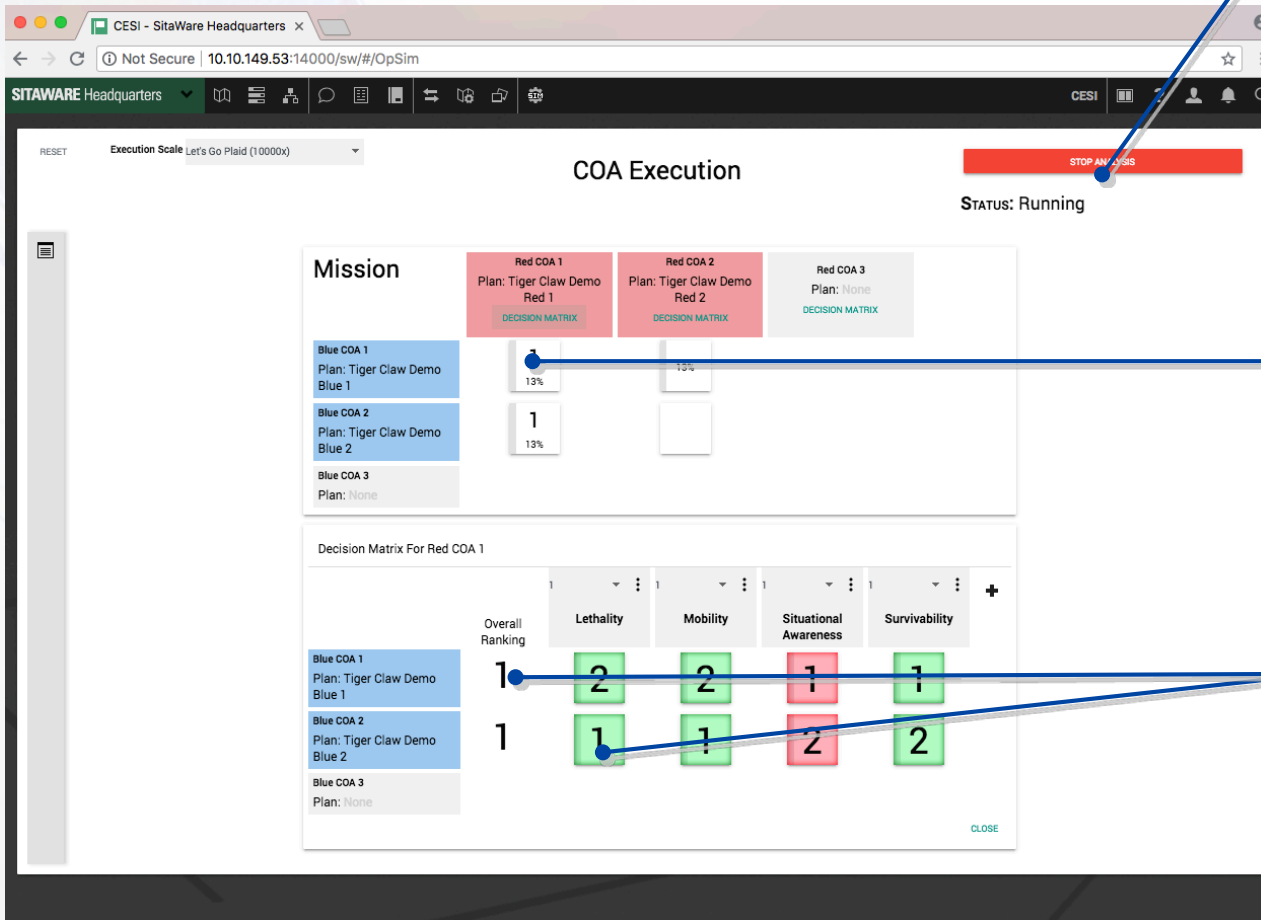 CESI - SitaWare Headquarters ×
Not Secure | 10.10.149.53:14000/sw/#/OpSim
SITAWARE Headquarters
SIM
CESI
?
RESET
Execution Scale Let's Go Plaid (10000x)
COA Execution
STOP ANALYSIS
STATUS: Running
Mission
Red COA 1
Plan: Tiger Claw Demo
Red 1
DECISION MATRIX
Red COA 2
Plan: Tiger Claw Demo
Red 2
DECISION MATRIX
Red COA 3
Plan: None
DECISION MATRIX
Blue COA 1
Plan: Tiger Claw Demo
Blue 1
1
13%
13%
Blue COA 2
Plan: Tiger Claw Demo
Blue 2
1
13%
Blue COA 3
Plan: None
Decision Matrix For Red COA 1
1 1 1 1
Overall
Ranking
Lethality
Mobility
Situational
Awareness
Survivability
Blue COA 1
Plan: Tiger Claw Demo
Blue 1
1 2 2 1 1
Blue COA 2
Plan: Tiger Claw Demo
Blue 2
1 1 1 2 2
Blue COA 3
Plan: None
CLOSE